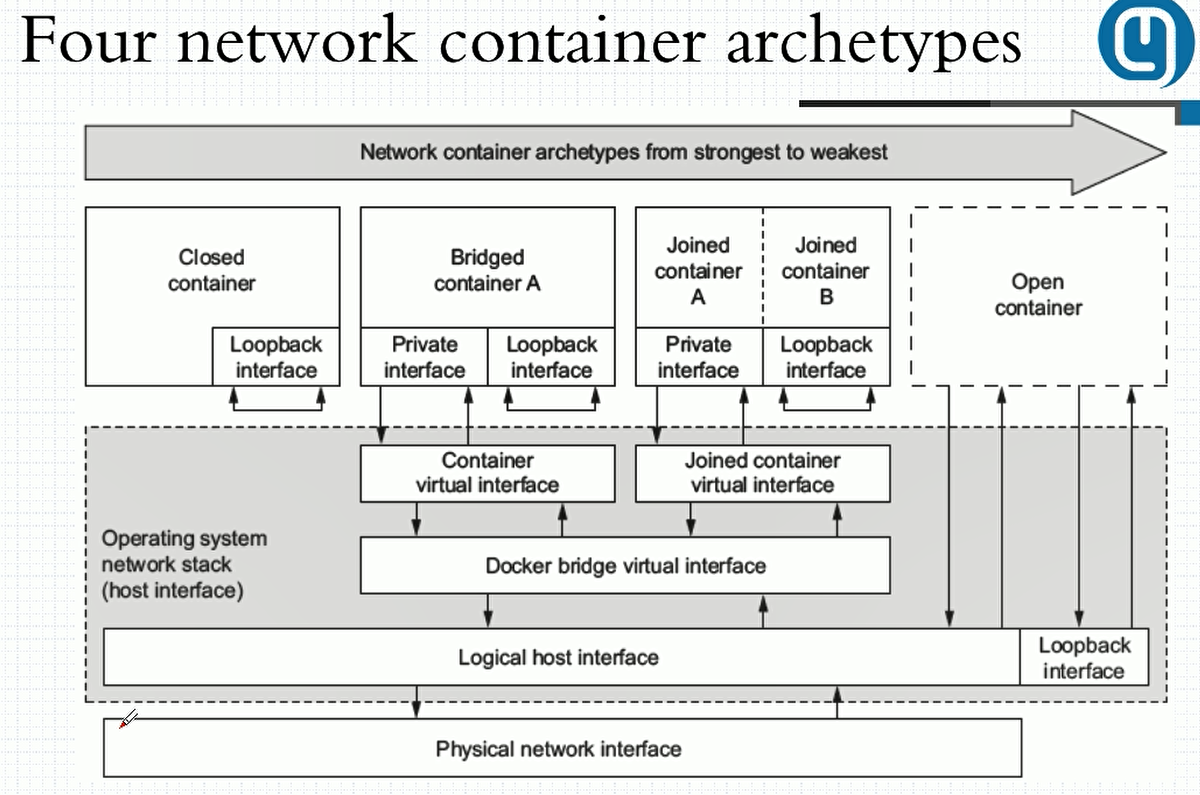 Four network container archetypes
Network container archetypes from strongest to weakest
Closed
container
Loopback
interface
Bridged
container A
Private
interface
Loopback
interface
Joined
container
A
Joined
container
B
Private
interface
Loopback
interface
Open
container
Container
virtual interface
Joined container
virtual interface
Operating system
network stack
(host interface)
Docker bridge virtual interface
Logical host interface
Loopback
interface
Physical network interface